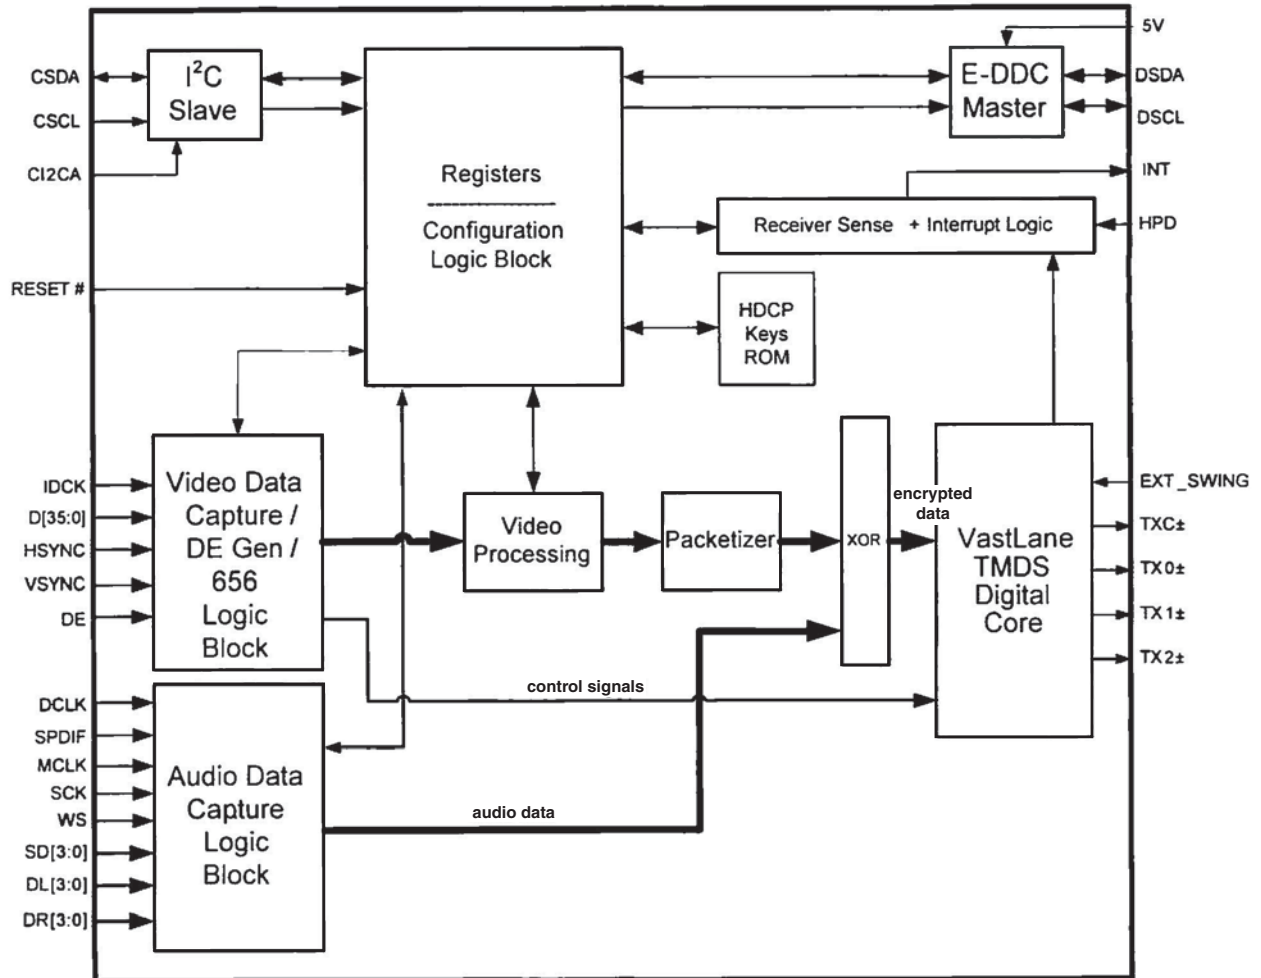 5V
CSDA
I²C
Slave
CSCL
CI2CA
E-DDC
Master
DSDA
DSCL
INT
Registers
Configuration
Logic Block
Receiver Sense + Interrupt Logic
HPD
RESET #
HDCP
Keys
ROM
IDCK
D[35:0]
HSYNC
VSYNC
DE
Video Data
Capture /
DE Gen /
656
Logic
Block
Video
Processing
Packetizer
XOR
encrypted
data
VastLane
TMDS
Digital
Core
EXT_SWING
TXC±
TX0±
TX1±
TX2±
control signals
DCLK
SPDIF
MCLK
SCK
WS
SD[3:0]
DL[3:0]
DR[3:0]
Audio Data
Capture
Logic
Block
audio data